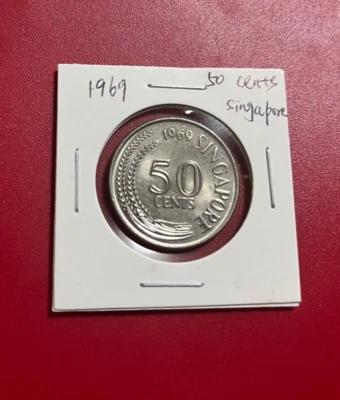 1969
50 cents
Singapore
1969 SINGAPORE
50
CENTS